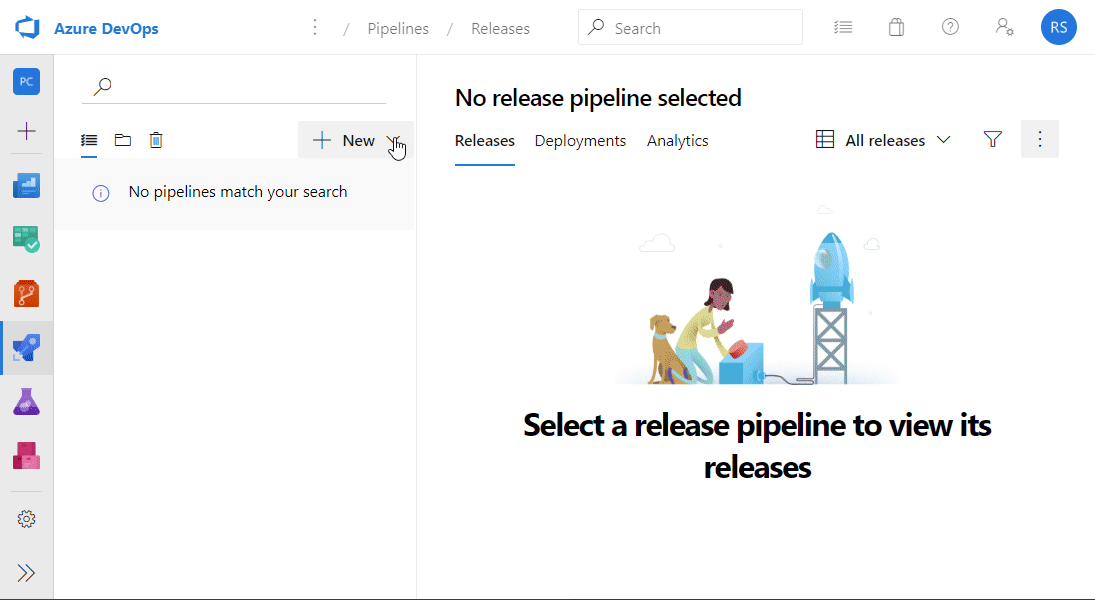 Azure DevOps
/ Pipelines / Releases
Search
RS
PC
New
No pipelines match your search
No release pipeline selected
Releases Deployments Analytics
All releases
Select a release pipeline to view its
releases